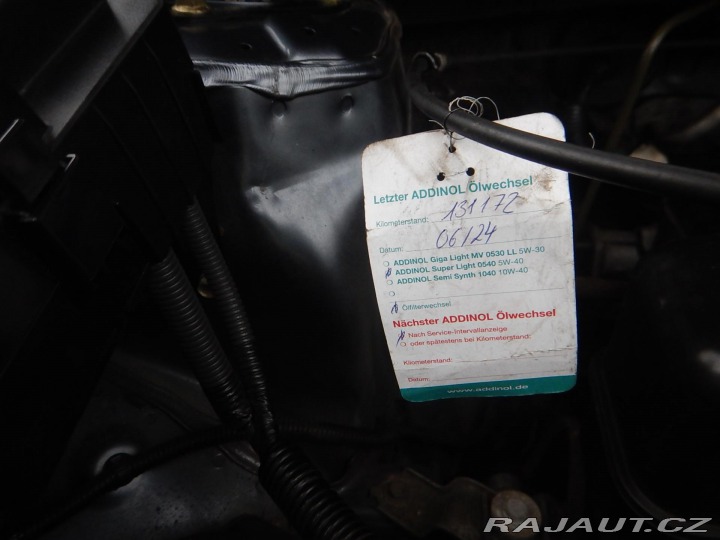 Letzter ADDINOL Ölwechsel
Kilometerstand: 131172
Datum: 06/24
ADDINOL Giga Light MV 0530 LL 5W-30
ADDINOL Super Light 0540 5W-40
ADDINOL Semi Synth 1040 10W-40
Ölfilterwechsel
Nächster ADDINOL Ölwechsel
Nach Service-Intervallanzeige
oder spätestens bei Kilometerstand:
Kilometerstand:
Datum:
www.addinol.de
RAJAUT.CZ